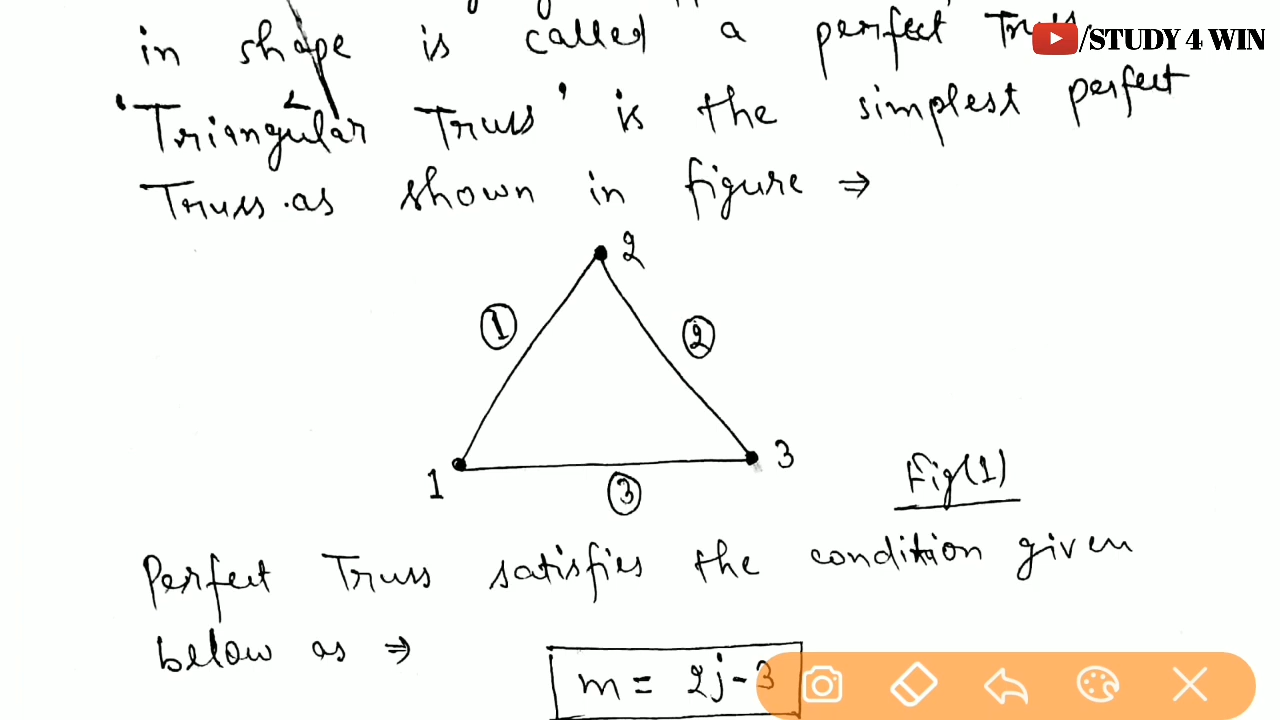 in shape is called a perfect Truss
/STUDY 4 WIN
'Triangular Truss' is the simplest perfect
Truss. as shown in figure ⇒
2
1
2
1
3
3
Fig(1)
Perfect Truss satisfies the condition given
below as ⇒
m = 2j-3